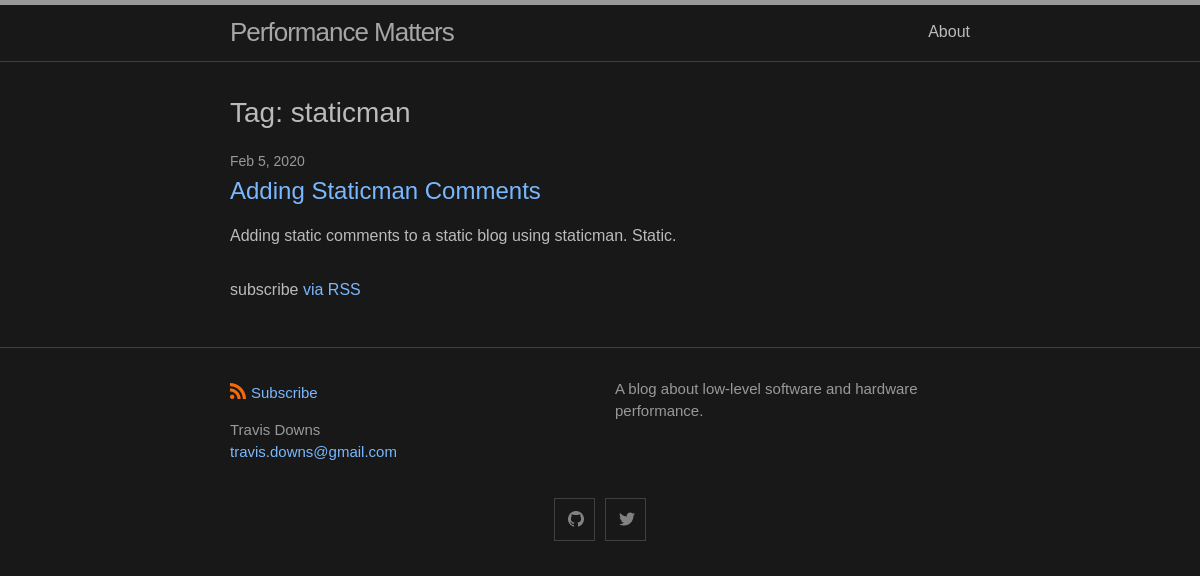 Performance Matters
About
Tag: staticman
Feb 5, 2020
Adding Staticman Comments
Adding static comments to a static blog using staticman. Static.
subscribe via RSS
Subscribe
Travis Downs
travis.downs@gmail.com
A blog about low-level software and hardware
performance.